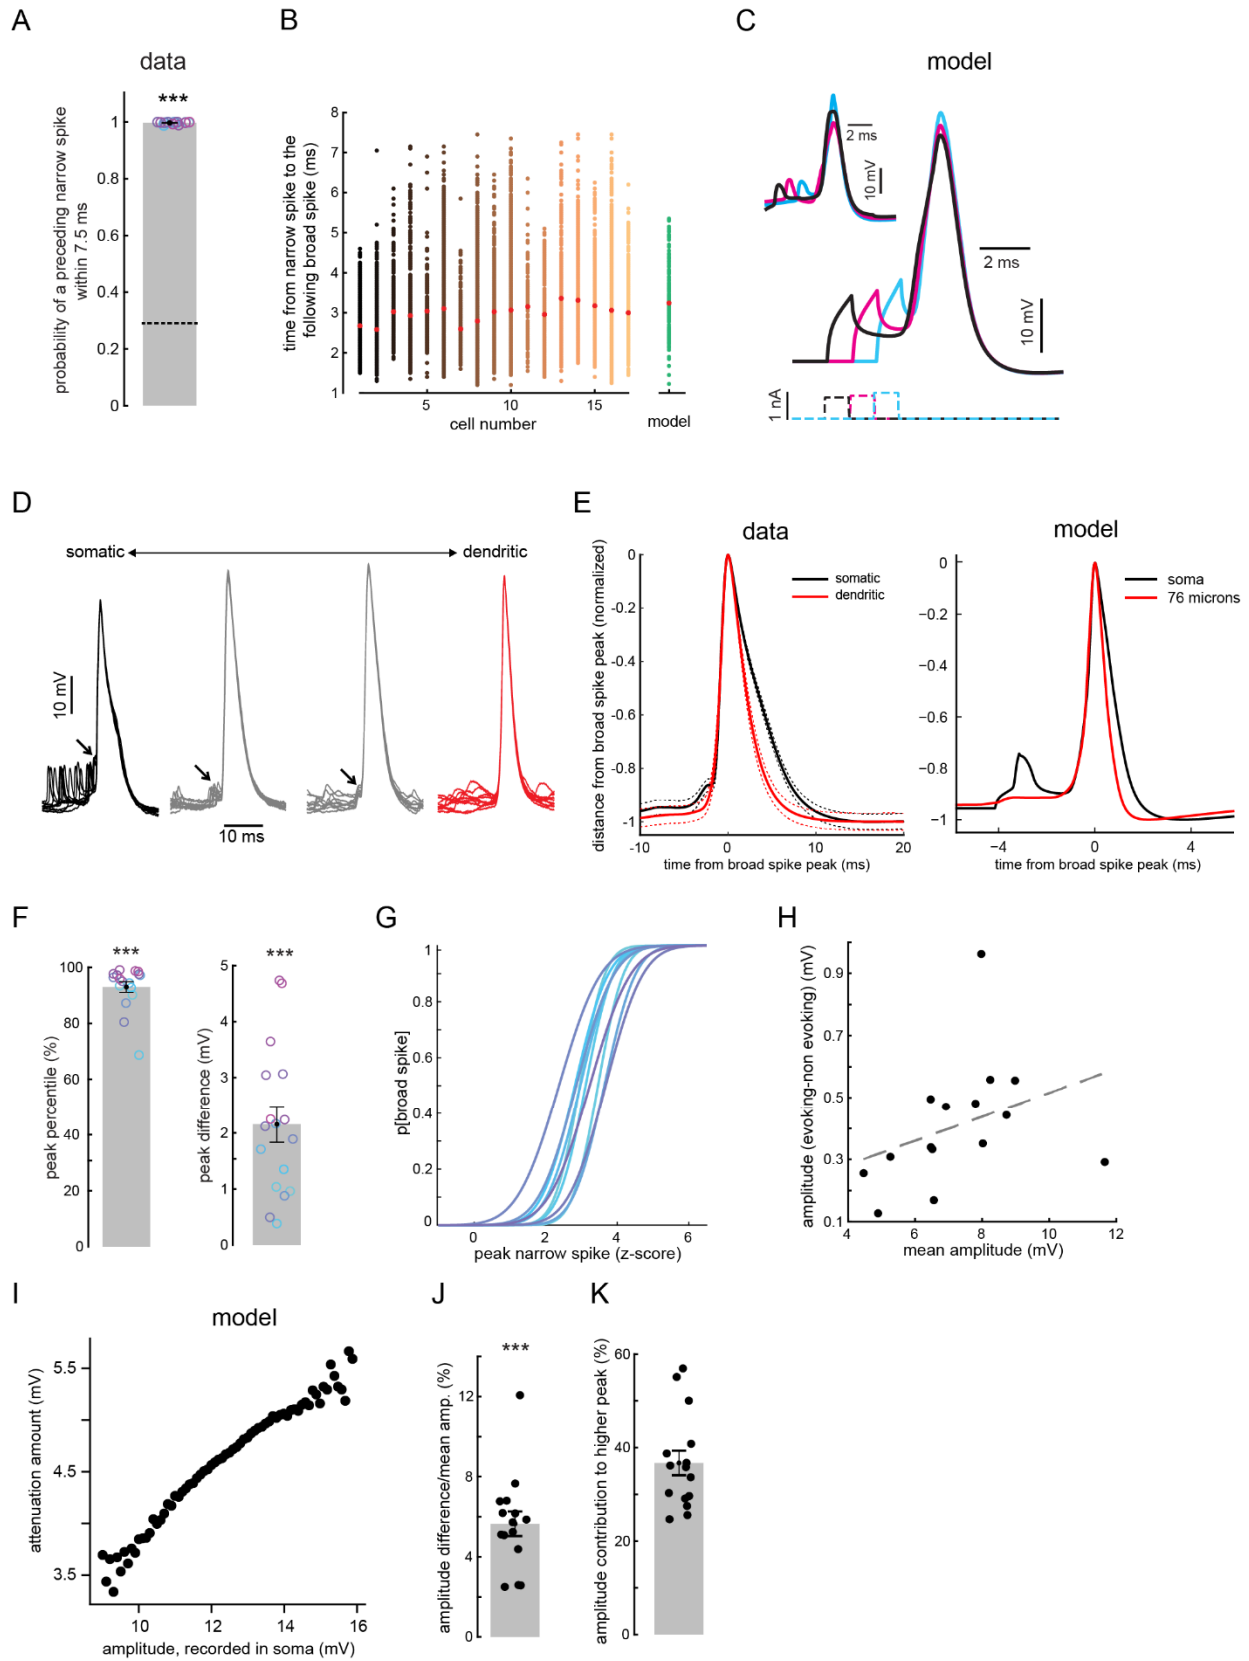 A
data
***
probability of a preceding narrow spike
within 7.5 ms
1
0.8
0.6
0.4
0.2
0
B
time from narrow spike to the
following broad spike (ms)
8
7
6
5
4
3
2
1
5
10
15
cell number
model
C
model
2 ms
10 mV
2 ms
10 mV
1 nA
D
somatic
dendritic
10 mV
10 ms
E
data
distance from broad spike peak (normalized)
0
-0.2
-0.4
-0.6
-0.8
-1
-10
0
10
20
time from broad spike peak (ms)
somatic
dendritic
model
0
−0.2
−0.4
−0.6
−0.8
−1
−4
0
4
time from broad spike peak (ms)
soma
76 microns
F
***
peak percentile (%)
100
80
60
40
20
0
***
peak difference (mV)
5
4
3
2
1
0
G
p[broad spike]
1
0.8
0.6
0.4
0.2
0
0
2
4
6
peak narrow spike (z-score)
H
amplitude (evoking-non evoking) (mV)
0.9
0.7
0.5
0.3
0.1
4
6
8
10
12
mean amplitude (mV)
I
model
attenuation amount (mV)
5.5
4.5
3.5
10
12
14
16
amplitude, recorded in soma (mV)
J
***
amplitude difference/mean amp. (%)
12
8
4
0
K
amplitude contribution to higher peak (%)
60
40
20
0